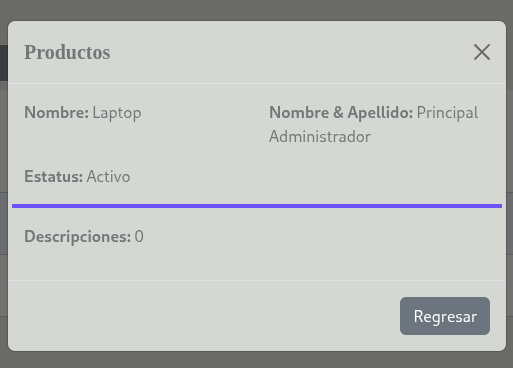 Productos
Nombre: Laptop
Nombre & Apellido: Principal
Administrador
Estatus: Activo
Descripciones: 0
Regresar